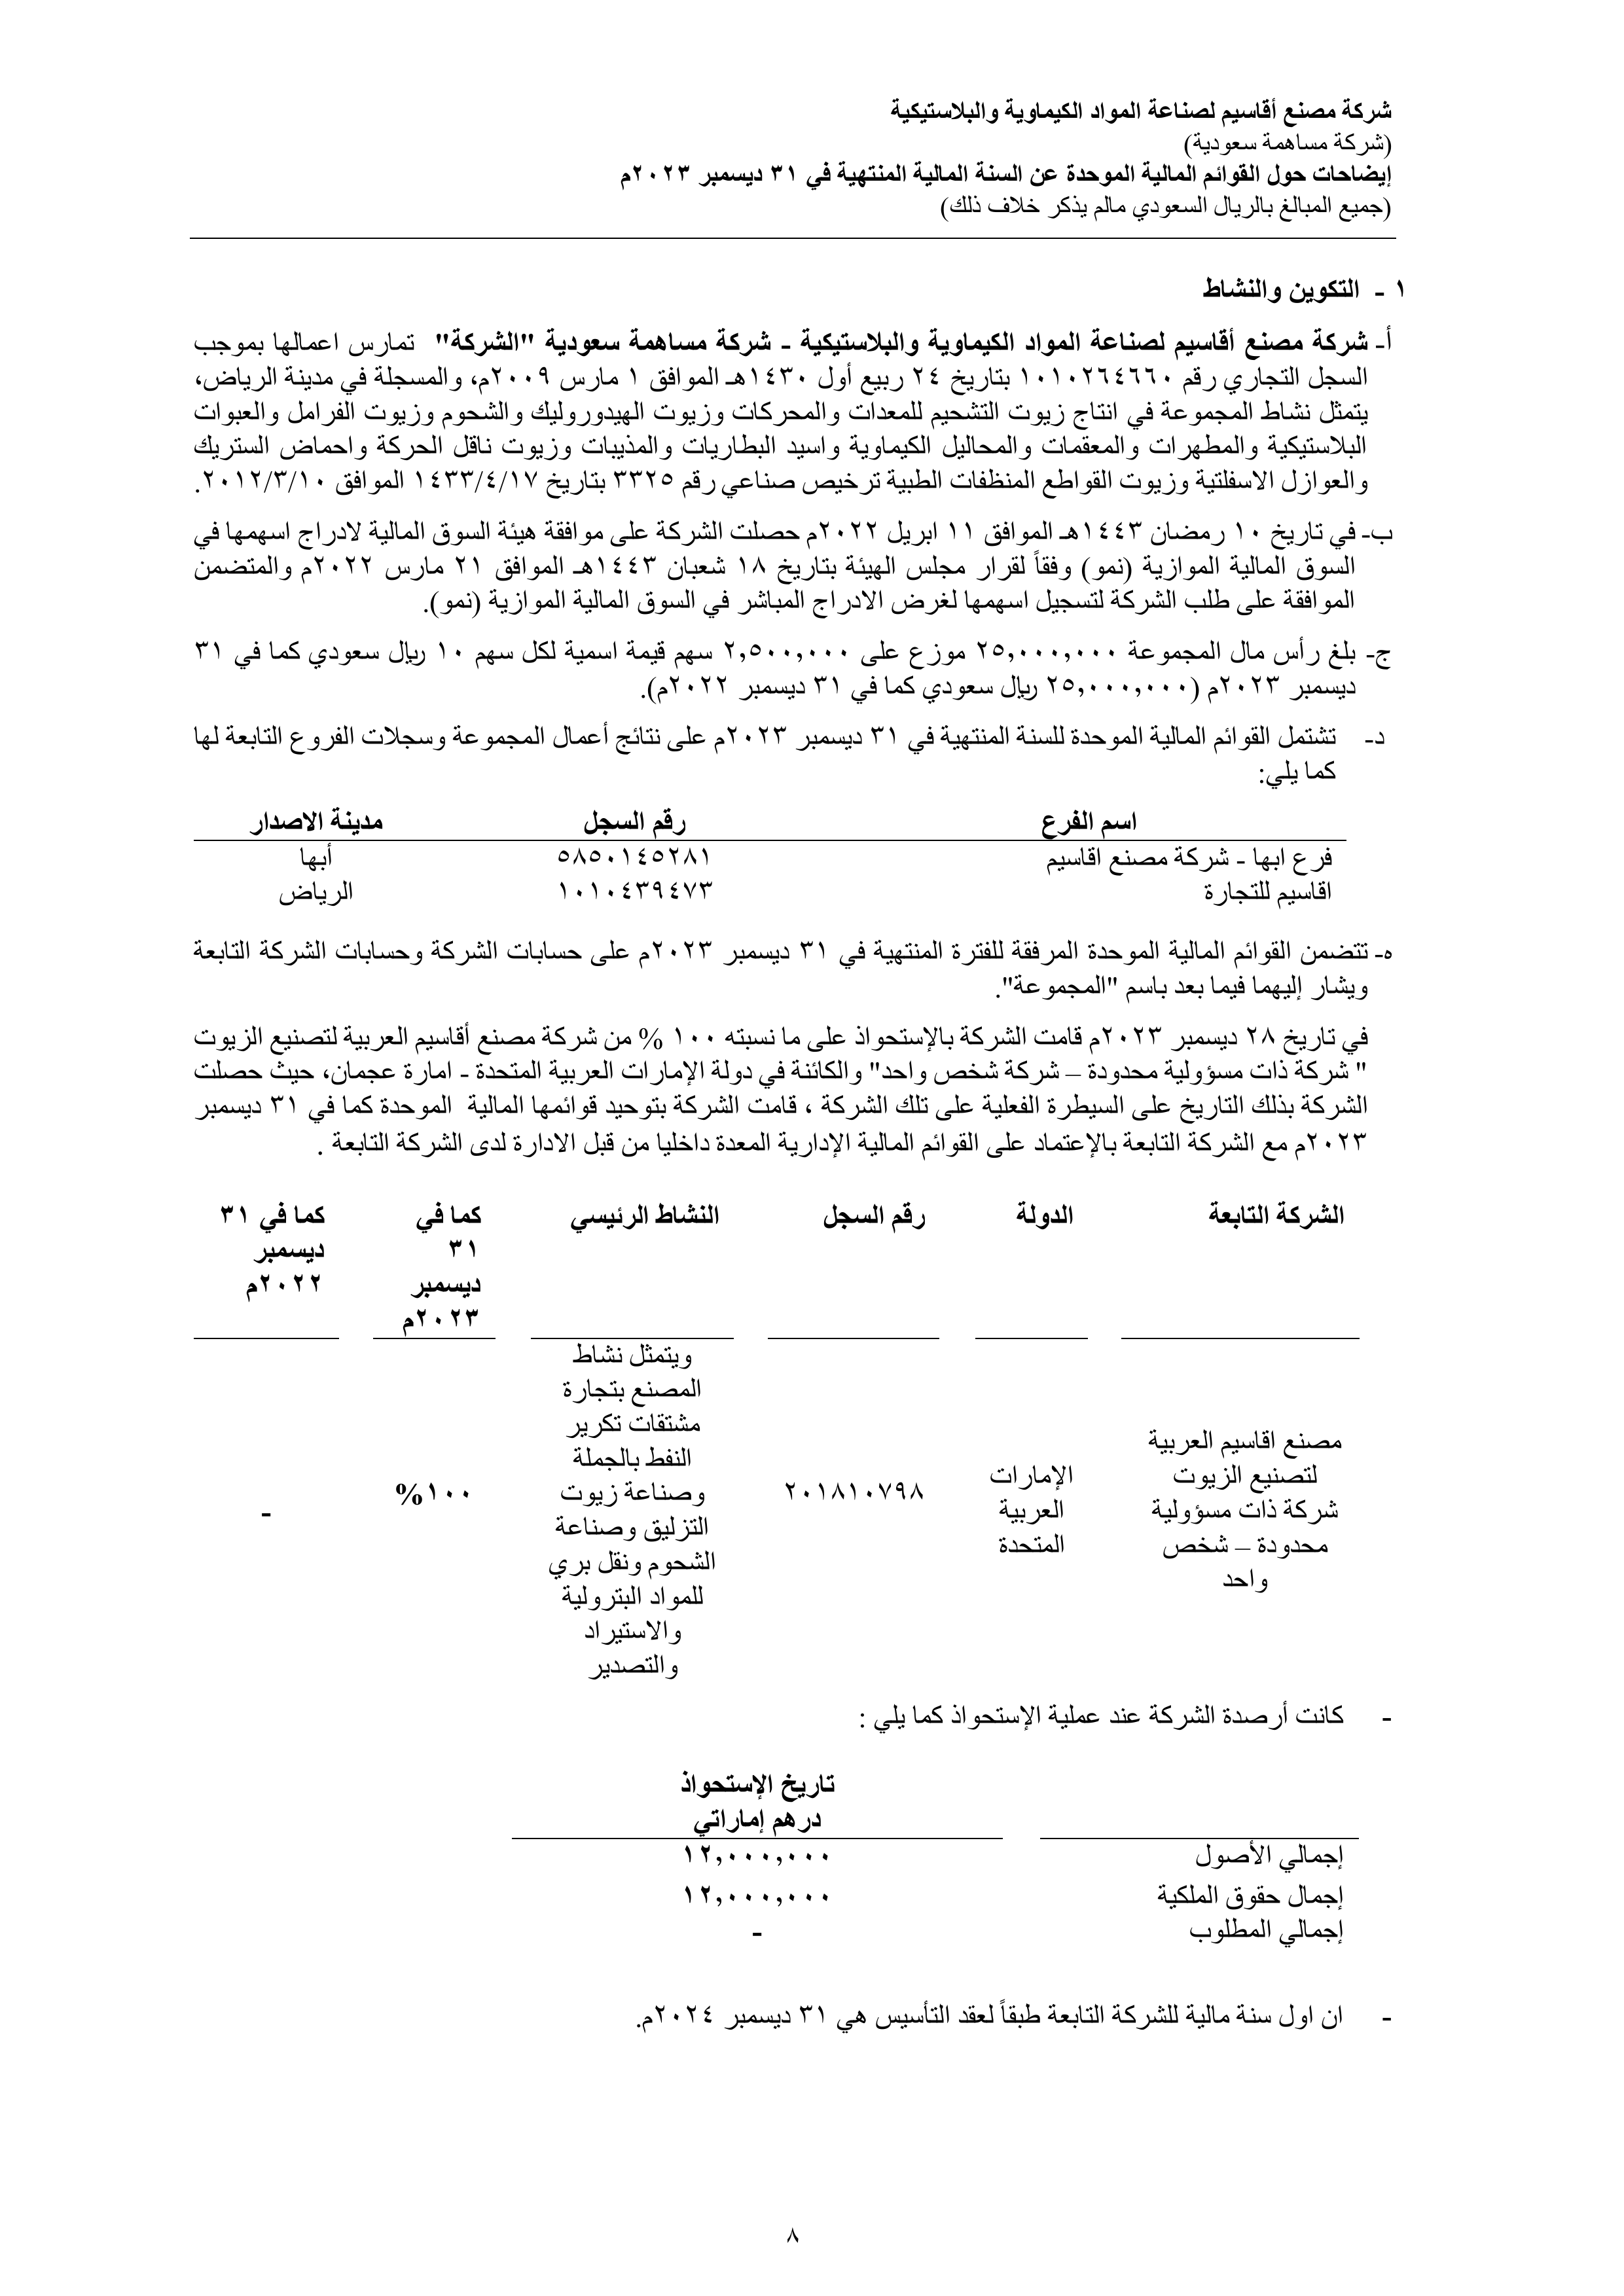 شركة مصنع أقاسيم لصناعة المواد الكيماوية والبلاستيكية
(شركة مساهمة سعودية)
إيضاحات حول القوائم المالية الموحدة عن السنة المالية المنتهية في ٣١ ديسمبر ٢٠٢٣م
(جميع المبالغ بالريال السعودي مالم يذكر خلاف ذلك)
١ - التكوين والنشاط
أ- شركة مصنع أقاسيم لصناعة المواد الكيماوية والبلاستيكية - شركة مساهمة سعودية "الشركة" تمارس اعمالها بموجب
السجل التجاري رقم ١٠١٠٢٦٤٦٦٠ بتاريخ ٢٤ ربيع أول ١٤٣٠هـ الموافق ١ مارس ٢٠٠٩م، والمسجلة في مدينة الرياض،
يتمثل نشاط المجموعة في انتاج زيوت التشحيم للمعدات والمحركات وزيوت الهيدوروليك والشحوم وزيوت الفرامل والعبوات
البلاستيكية والمطهرات والمعقمات والمحاليل الكيماوية واسيد البطاريات والمذيبات وزيوت ناقل الحركة واحماض الستريك
والعوازل الاسفلتية وزيوت القواطع المنظفات الطبية ترخيص صناعي رقم ٣٣٢٥ بتاريخ ١٤٣٣/٤/١٧ الموافق ٢٠١٢/٣/١٠.
ب- في تاريخ ١٠ رمضان ١٤٤٣هـ الموافق ١١ ابريل ٢٠٢٢م حصلت الشركة على موافقة هيئة السوق المالية لادراج اسهمها في
السوق المالية الموازية (نمو) وفقاً لقرار مجلس الهيئة بتاريخ ١٨ شعبان ١٤٤٣هـ الموافق ٢١ مارس ٢٠٢٢م والمتضمن
الموافقة على طلب الشركة لتسجيل اسهمها لغرض الادراج المباشر في السوق المالية الموازية (نمو).
ج- بلغ رأس مال المجموعة ٢٥,٠٠٠,٠٠٠ موزع على ٢,٥٠٠,٠٠٠ سهم قيمة اسمية لكل سهم ١٠ ريال سعودي كما في ٣١
ديسمبر ٢٠٢٣م (٢٥,٠٠٠,٠٠٠ ريال سعودي كما في ٣١ ديسمبر ٢٠٢٢م).
د- تشتمل القوائم المالية الموحدة للسنة المنتهية في ٣١ ديسمبر ٢٠٢٣م على نتائج أعمال المجموعة وسجلات الفروع التابعة لها
كما يلي:
اسم الفرع رقم السجل مدينة الاصدار
فرع ابها - شركة مصنع اقاسيم ٥٨٥٠١٤٥٢٨١ أبها
اقاسيم للتجارة ١٠١٠٤٣٩٤٧٣ الرياض
ه- تتضمن القوائم المالية الموحدة المرفقة للفترة المنتهية في ٣١ ديسمبر ٢٠٢٣م على حسابات الشركة وحسابات الشركة التابعة
ويشار إليهما فيما بعد باسم "المجموعة".
في تاريخ ٢٨ ديسمبر ٢٠٢٣م قامت الشركة بالإستحواذ على ما نسبته ١٠٠ % من شركة مصنع أقاسيم العربية لتصنيع الزيوت
" شركة ذات مسؤولية محدودة – شركة شخص واحد" والكائنة في دولة الإمارات العربية المتحدة - امارة عجمان، حيث حصلت
الشركة بذلك التاريخ على السيطرة الفعلية على تلك الشركة ، قامت الشركة بتوحيد قوائمها المالية الموحدة كما في ٣١ ديسمبر
٢٠٢٣م مع الشركة التابعة بالإعتماد على القوائم المالية الإدارية المعدة داخليا من قبل الادارة لدى الشركة التابعة .
الشركة التابعة الدولة رقم السجل النشاط الرئيسي كما في كما في ٣١
٣١ ديسمبر
ديسمبر ٢٠٢٢م
٢٠٢٣م
ويتمثل نشاط
المصنع بتجارة
مشتقات تكرير
النفط بالجملة
وصناعة زيوت
التزليق وصناعة
الشحوم ونقل بري
للمواد البترولية
والاستيراد
والتصدير
مصنع اقاسيم العربية
لتصنيع الزيوت
شركة ذات مسؤولية
محدودة – شخص
واحد
الإمارات
العربية
المتحدة
٢٠١٨١٠٧٩٨
١٠٠%
-
- كانت أرصدة الشركة عند عملية الإستحواذ كما يلي :
تاريخ الإستحواذ
درهم إماراتي
إجمالي الأصول ١٢,٠٠٠,٠٠٠
إجمال حقوق الملكية ١٢,٠٠٠,٠٠٠
إجمالي المطلوب -
- ان اول سنة مالية للشركة التابعة طبقاً لعقد التأسيس هي ٣١ ديسمبر ٢٠٢٤م.
٨